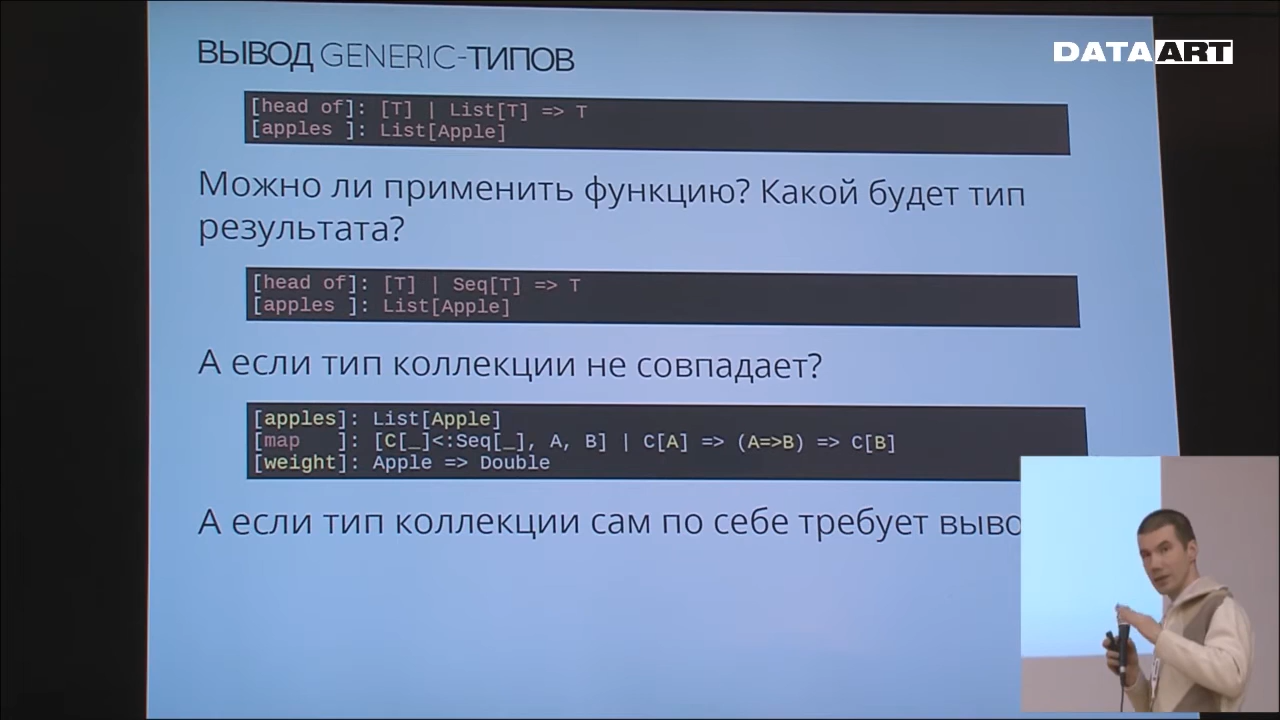 ВЫВОД GENERIC-ТИПОВ
DATAART
[head of]: [T] | List[T] => T
[apples ]: List[Apple]
Можно ли применить функцию? Какой будет тип
результата?
[head of]: [T] | Seq[T] => T
[apples ]: List[Apple]
А если тип коллекции не совпадает?
[apples]: List[Apple]
[map   ]: [C[_]<:Seq[_], A, B] | C[A] => (A=>B) => C[B]
[weight]: Apple => Double
А если тип коллекции сам по себе требует